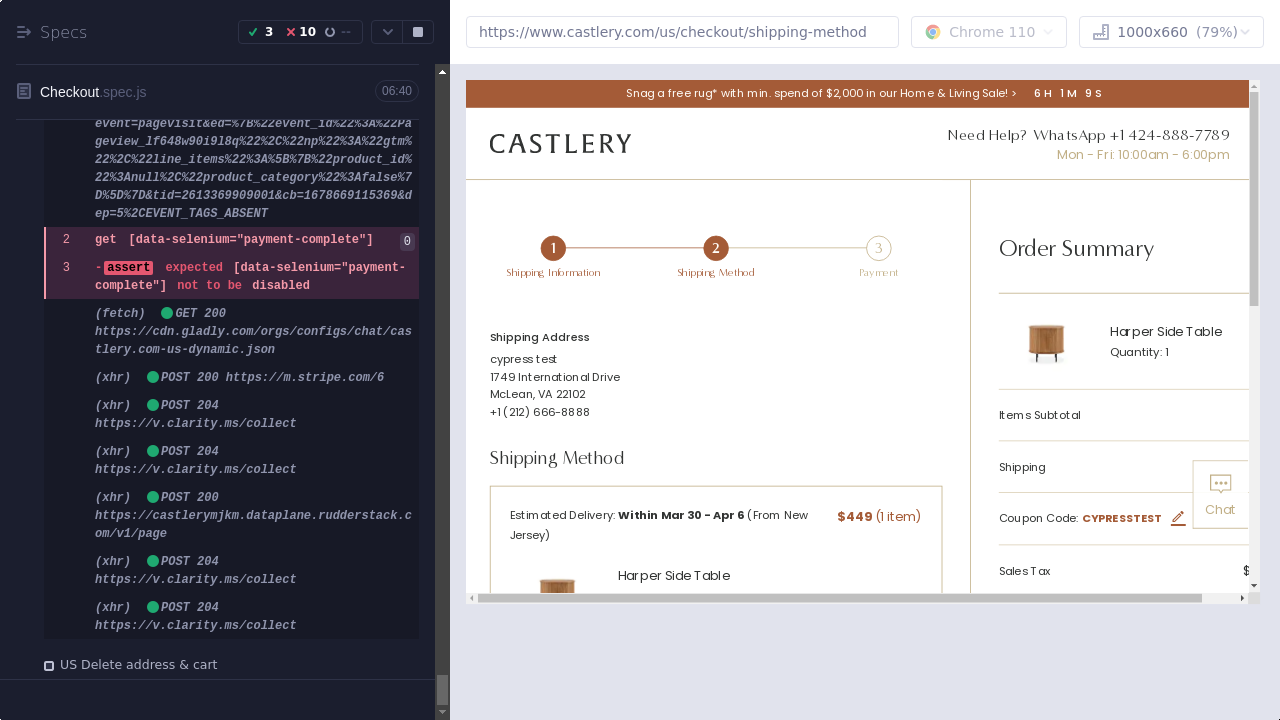 Specs
3
10
--
Checkout.spec.js
06:40
event=pagevisit&ed=%7B%22event_id%22%3A%22Pa
geview_lf648w90i9l8q%22%2C%22np%22%3A%22gtm%
22%2C%22line_items%22%3A%5B%7B%22product_id%
22%3Anull%2C%22product_category%22%3Afalse%7
D%5D%7D&tid=2613369909001&cb=1678669115369&d
ep=5%2CEVENT_TAGS_ABSENT
2 get [data-selenium="payment-complete"] 0
3 -assert expected [data-selenium="payment-
complete"] not to be disabled
(fetch) GET 200
https://cdn.gladly.com/orgs/configs/chat/cas
tlery.com-us-dynamic.json
(xhr) POST 200 https://m.stripe.com/6
(xhr) POST 204
https://v.clarity.ms/collect
(xhr) POST 204
https://v.clarity.ms/collect
(xhr) POST 200
https://castlerymjkm.dataplane.rudderstack.c
om/v1/page
(xhr) POST 204
https://v.clarity.ms/collect
(xhr) POST 204
https://v.clarity.ms/collect
US Delete address & cart
https://www.castlery.com/us/checkout/shipping-method
Chrome 110
1000x660 (79%)
Snag a free rug* with min. spend of $2,000 in our Home & Living Sale! > 6 H 1 M 9 S
CASTLERY
Need Help? WhatsApp +1 424-888-7789
Mon - Fri: 10:00am - 6:00pm
1
2
3
Shipping Information
Shipping Method
Payment
Shipping Address
cypress test
1749 International Drive
McLean, VA 22102
+1 (212) 666-8888
Shipping Method
Estimated Delivery: Within Mar 30 - Apr 6 (From New
Jersey)
$449 (1 item)
Harper Side Table
Order Summary
Harper Side Table
Quantity: 1
Items Subtotal
Shipping
Coupon Code: CYPRESSTEST
Sales Tax
$
Chat